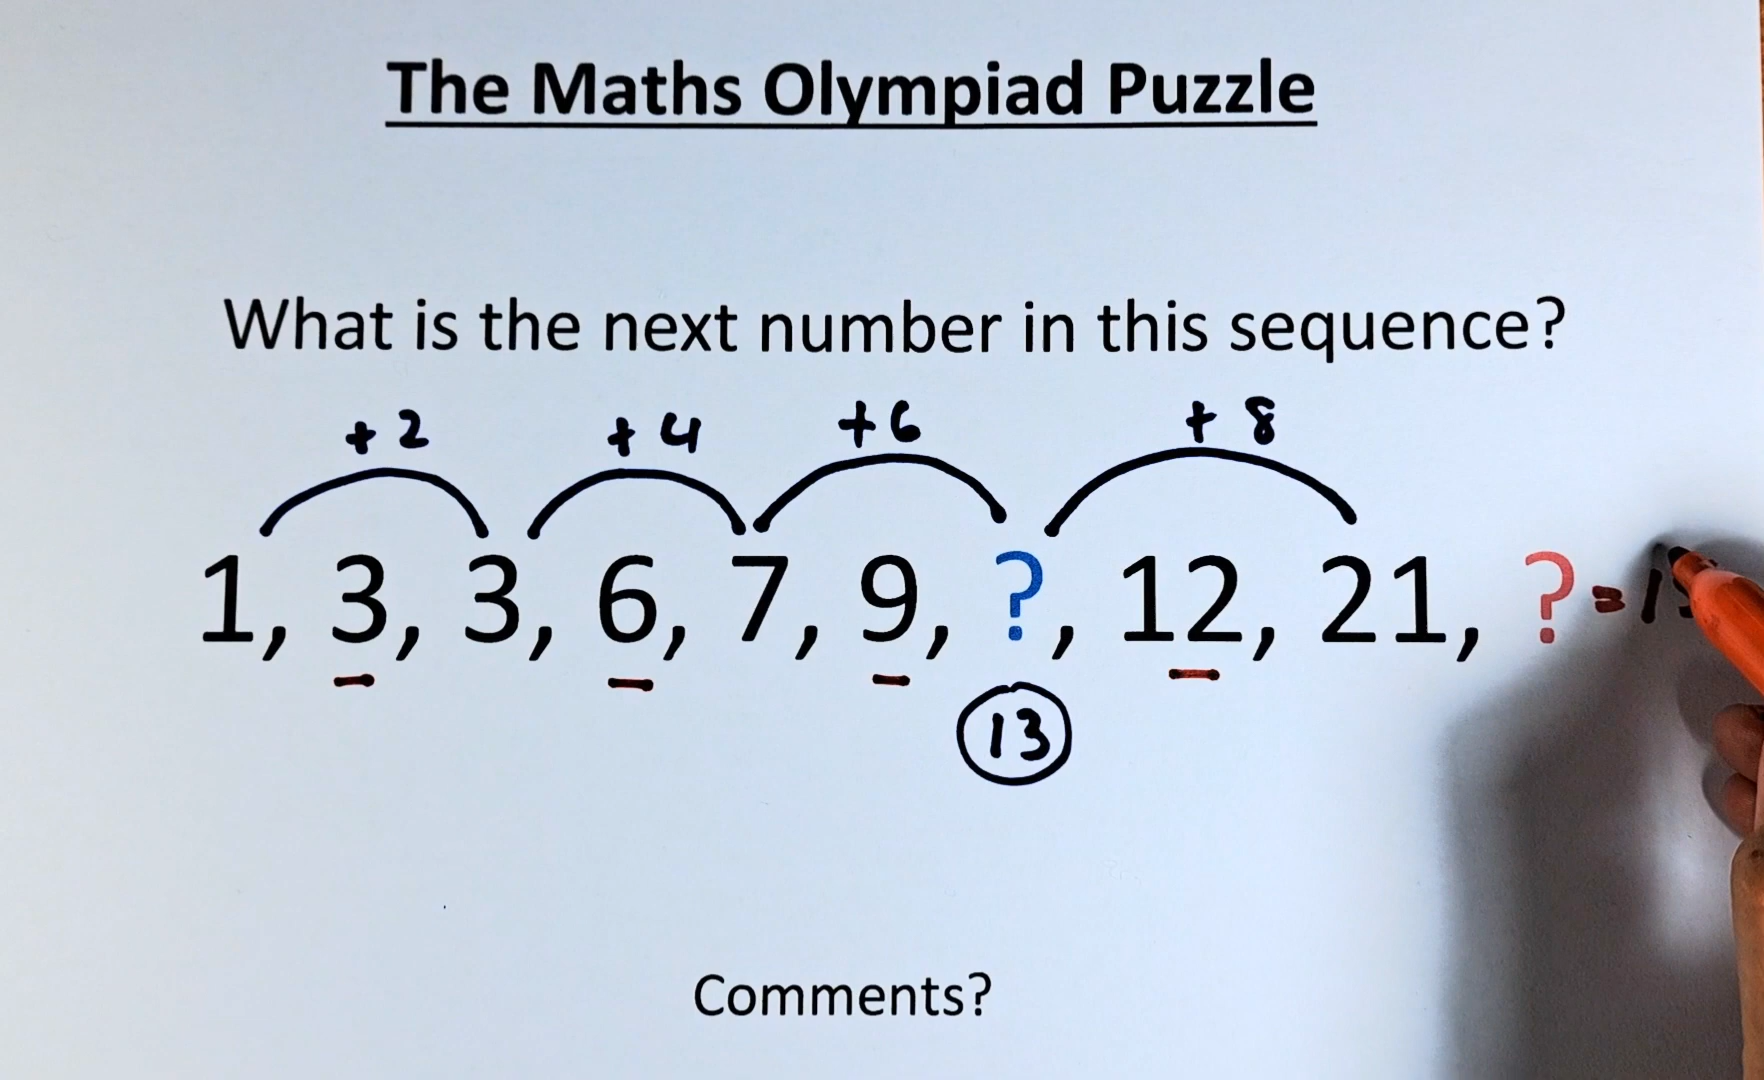 The Maths Olympiad Puzzle
What is the next number in this sequence?
+ 2 + 4 + 6 + 8
1, 3, 3, 6, 7, 9, ?, 12, 21, ? =
13
Comments?